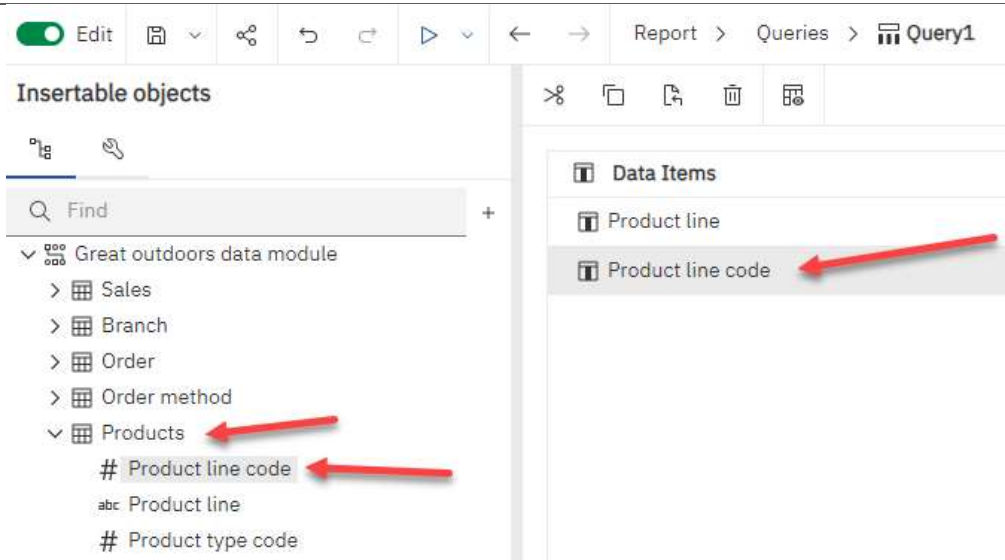 Edit Report > Queries > Query1
Insertable objects
Find +
Great outdoors data module
Sales
Branch
Order
Order method
Products
# Product line code
abc Product line
# Product type code
Data Items
Product line
Product line code